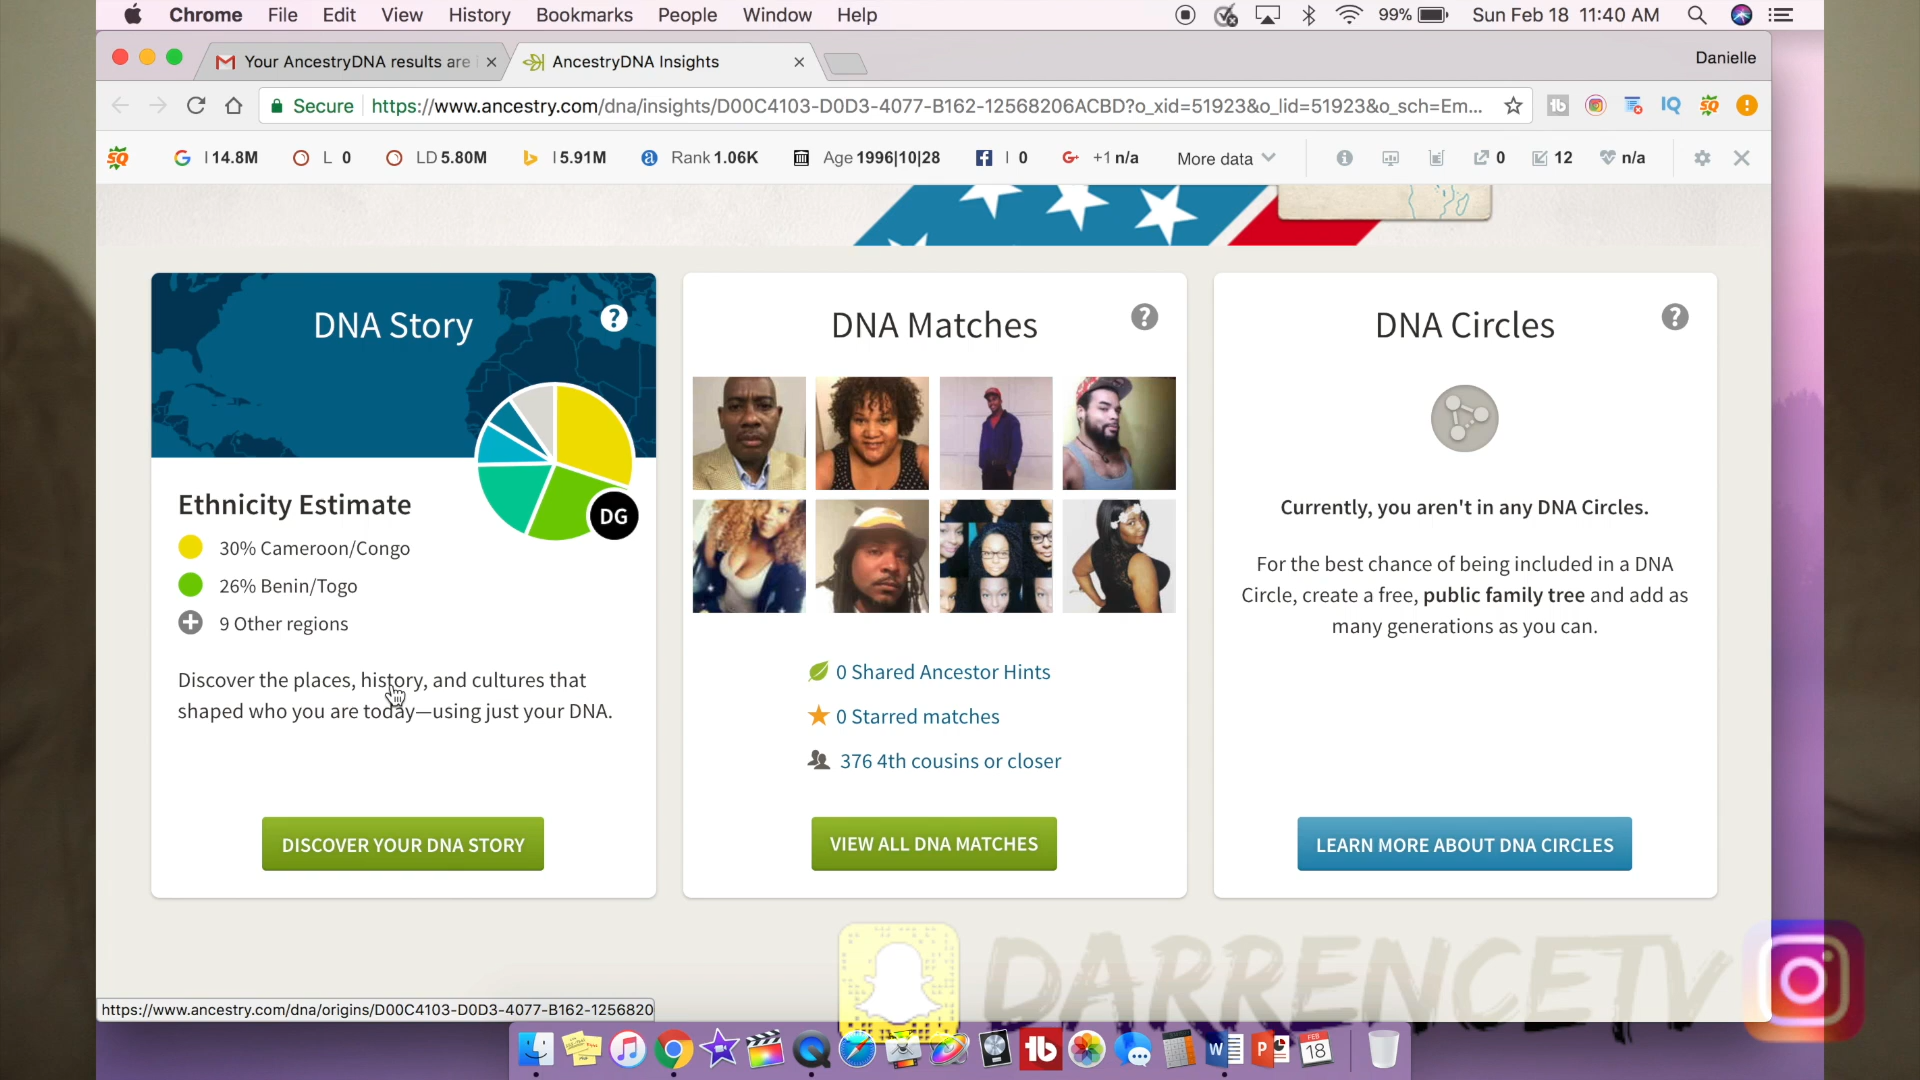 Chrome File Edit View History Bookmarks People Window Help 99% Sun Feb 18 11:40 AM
Your AncestryDNA results are AncestryDNA Insights Danielle
Secure https://www.ancestry.com/dna/insights/D00C4103-D0D3-4077-B162-12568206ACBD?o_xid=51923&o_lid=51923&o_sch=Em...
SQ I 14.8M L 0 LD 5.80M I 5.91M Rank 1.06K Age 1996|10|28 I 0 +1 n/a More data 0 12 n/a
DNA Story
DG
Ethnicity Estimate
30% Cameroon/Congo
26% Benin/Togo
9 Other regions
Discover the places, history, and cultures that
shaped who you are today—using just your DNA.
DISCOVER YOUR DNA STORY
DNA Matches
0 Shared Ancestor Hints
0 Starred matches
376 4th cousins or closer
VIEW ALL DNA MATCHES
DNA Circles
Currently, you aren't in any DNA Circles.
For the best chance of being included in a DNA
Circle, create a free, public family tree and add as
many generations as you can.
LEARN MORE ABOUT DNA CIRCLES
DARRENCETV
https://www.ancestry.com/dna/origins/D00C4103-D0D3-4077-B162-1256820
FEB
18